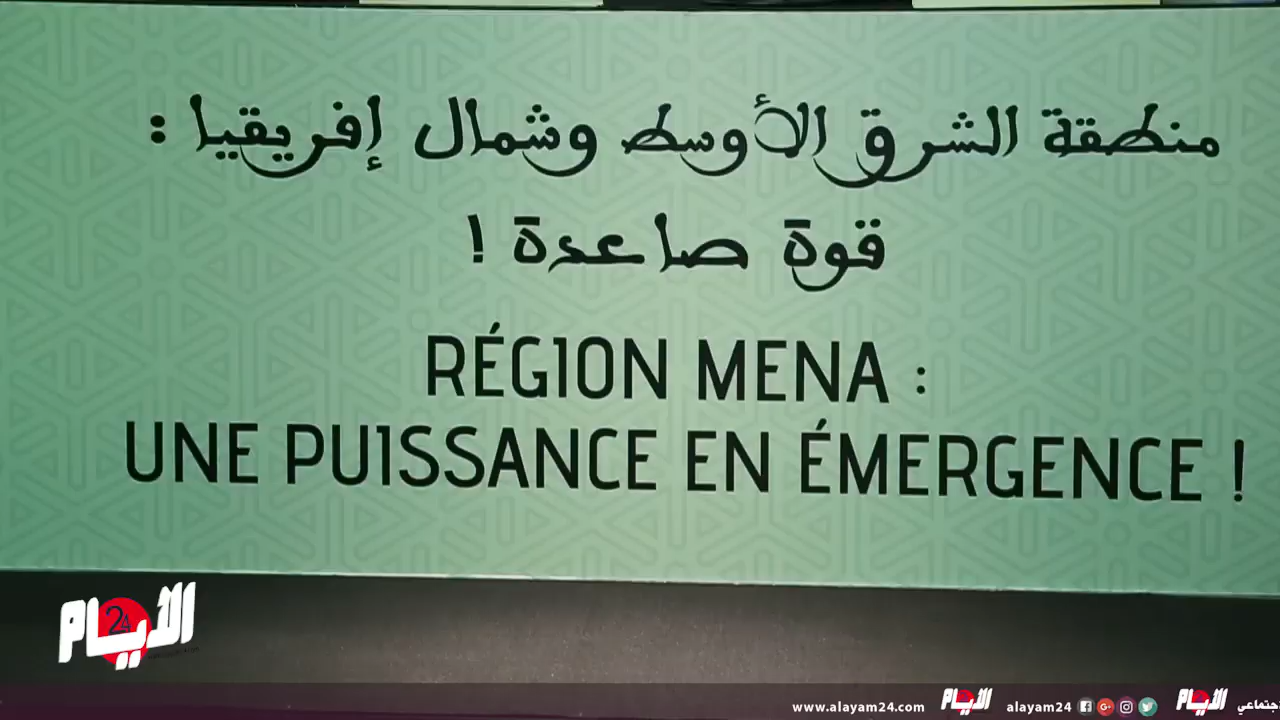 منطقة الشرق الأوسط وشمال إفريقيا :
قوة صاعدة !
RÉGION MENA :
UNE PUISSANCE EN ÉMERGENCE !
الأيام 24
www.alayam24.com الأيام alayam24 الأيام